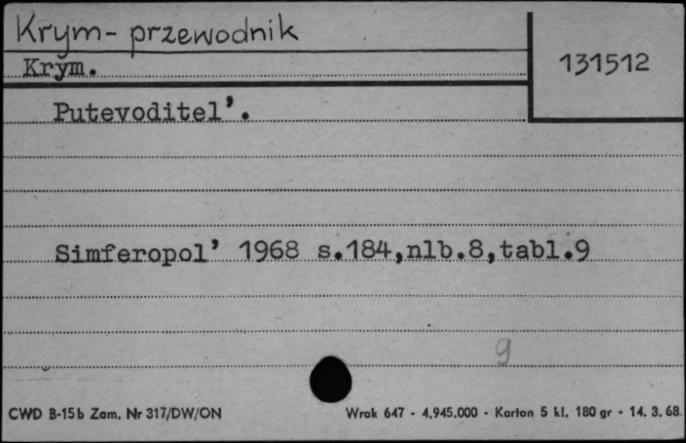 Krym- przewodnik
Krym.
131512
Putevoditel’.
Simferopol’ 1968 s.184,nlb.8,tabl.9
9
CWD B-15b Zam. Nr 317/DW/ON
Wrak 647 - 4.945.000 - Karton 5 kl. 180 gr - 14. 3. 68.